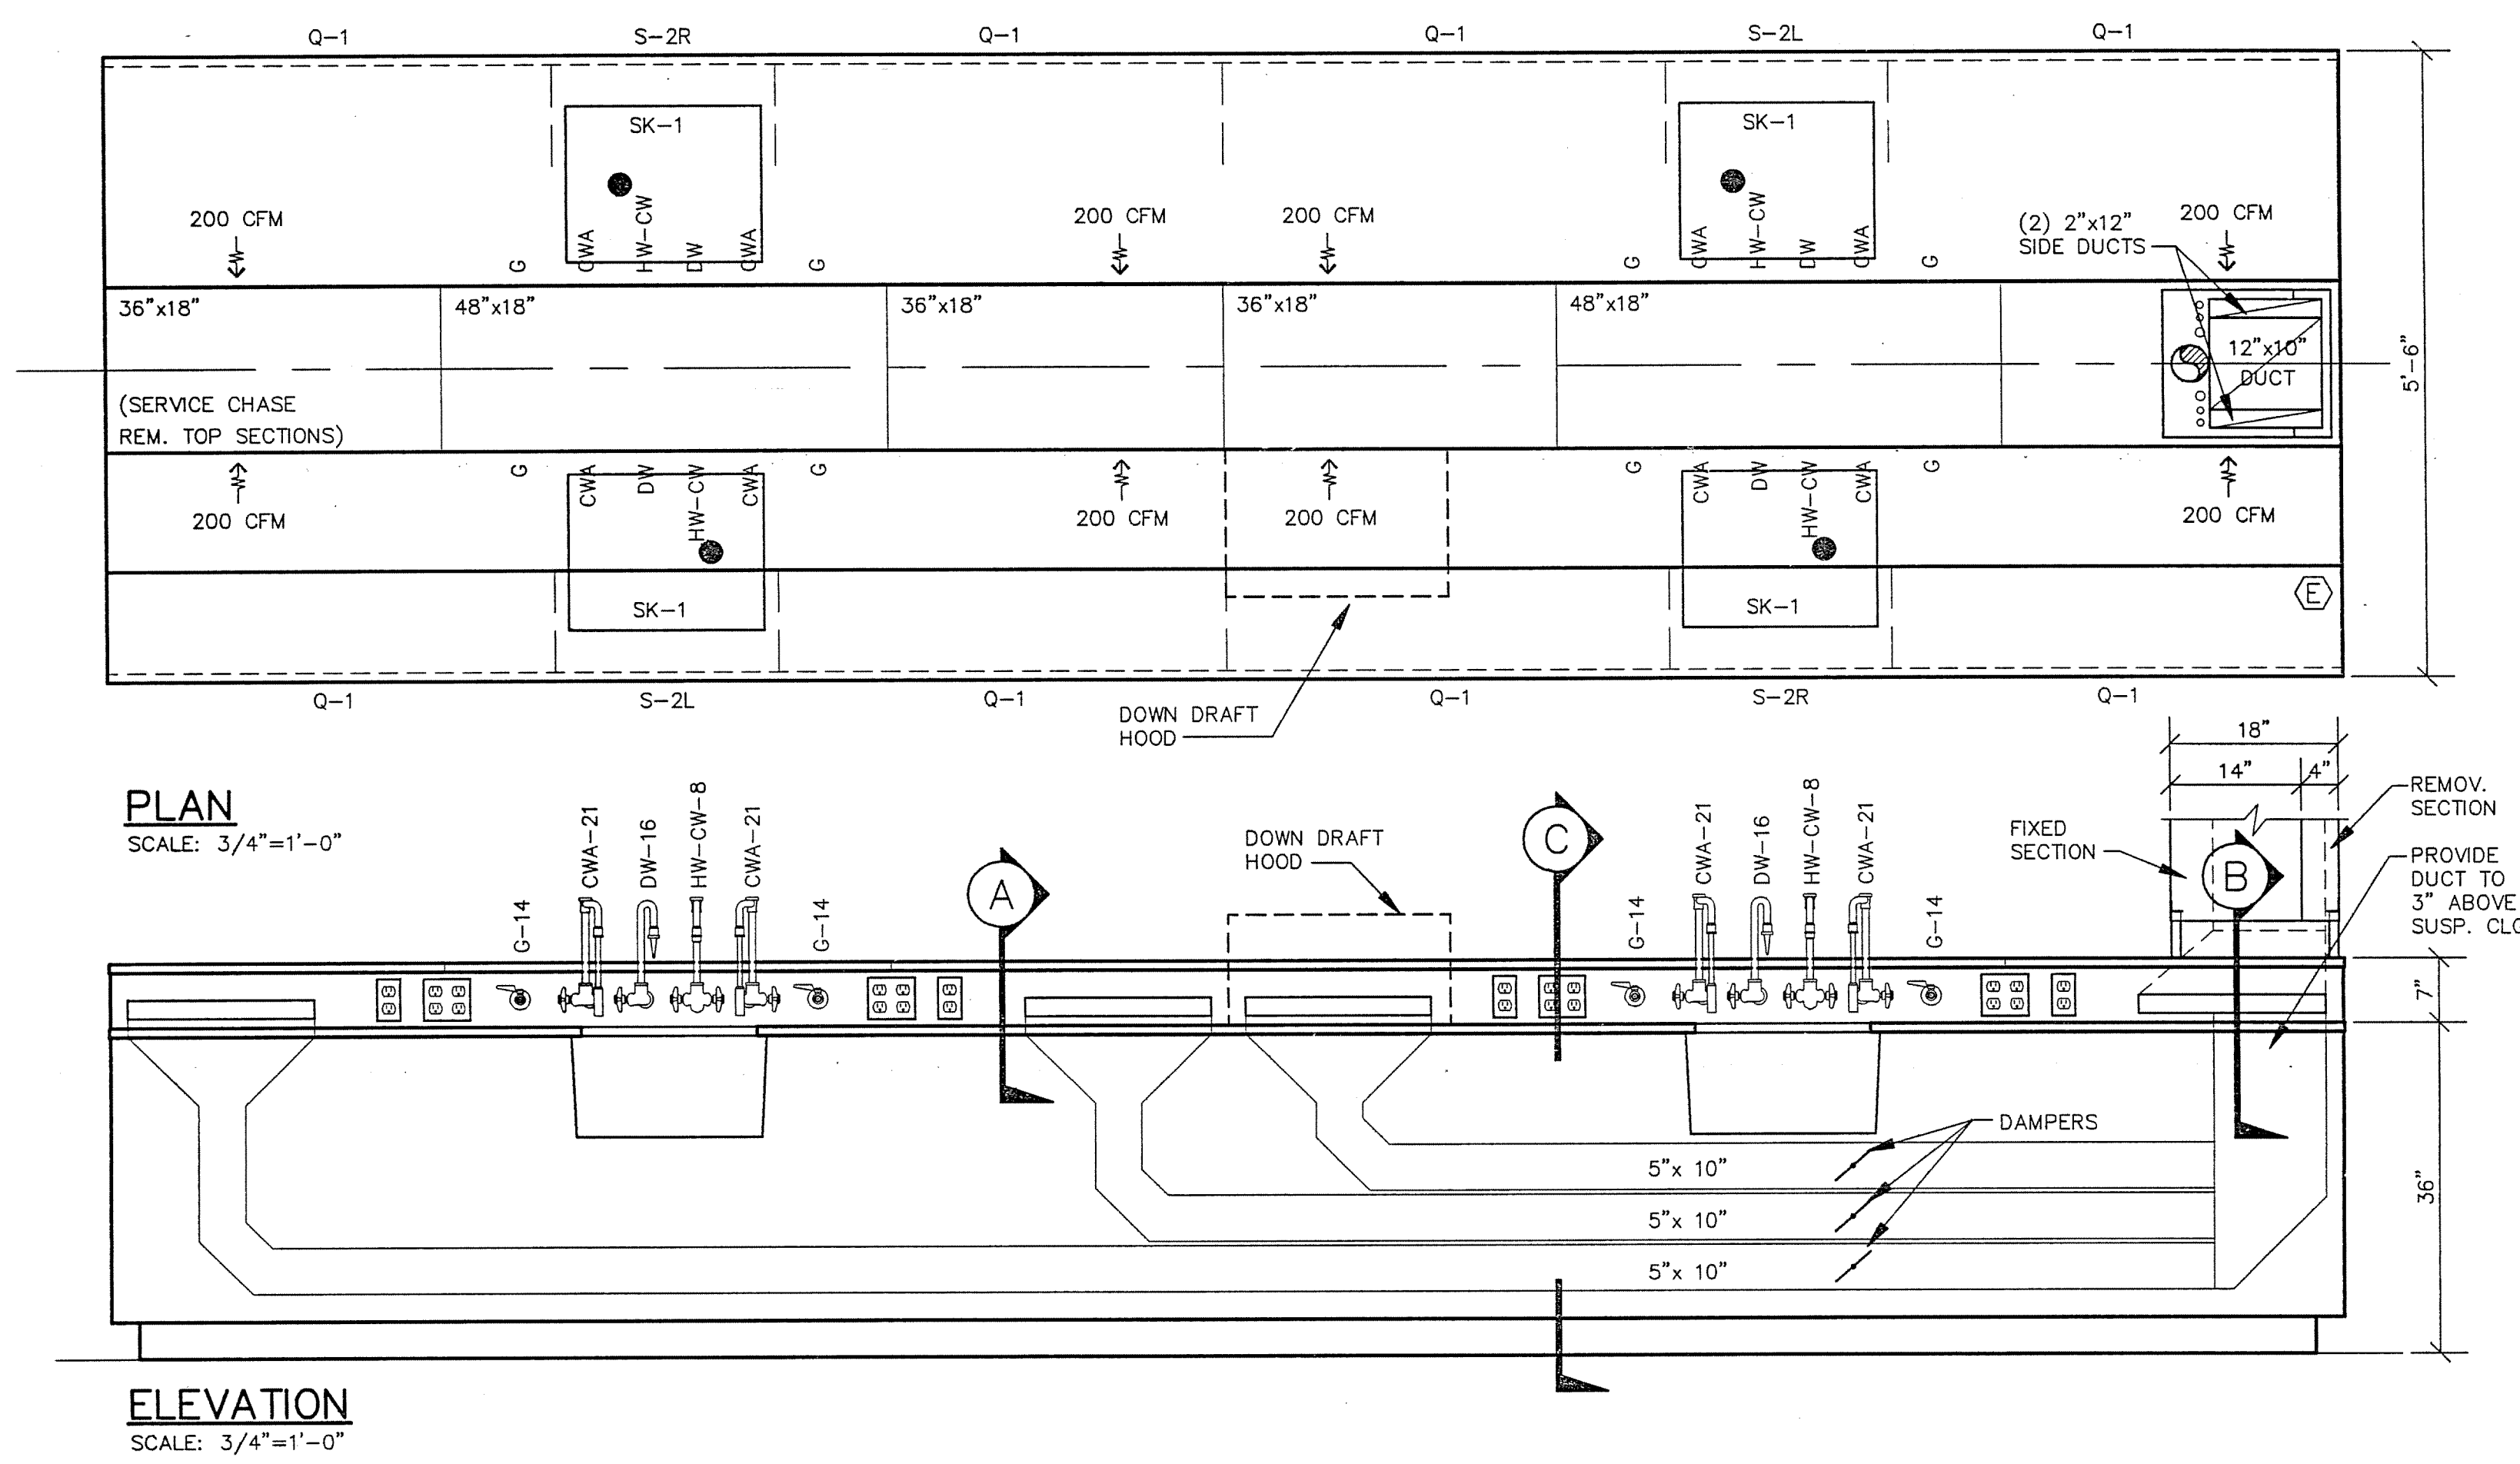 Q-1 S-2R Q-1 Q-1 S-2L Q-1
SK-1 SK-1
200 CFM 200 CFM 200 CFM 200 CFM
(2) 2"x12"
SIDE DUCTS
G CWA HW-CW DW CWA G G CWA HW-CW DW CWA G
36"x18" 48"x18" 36"x18" 36"x18" 48"x18"
12"x10"
DUCT
5'-6"
(SERVICE CHASE
REM. TOP SECTIONS)
G CWA DW HW-CW CWA G G CWA DW HW-CW CWA G
200 CFM 200 CFM 200 CFM 200 CFM
SK-1 SK-1
E
Q-1 S-2L Q-1 Q-1 S-2R Q-1
DOWN DRAFT
HOOD
PLAN
SCALE: 3/4"=1'-0"
18"
14" 4"
REMOV.
SECTION
FIXED
SECTION
PROVIDE
DUCT TO
3" ABOVE
SUSP.
DOWN DRAFT
HOOD
A C B
G-14 CWA-21 DW-16 HW-CW-8 CWA-21 G-14 G-14 CWA-21 DW-16 HW-CW-8 CWA-21 G-14
7"
36"
DAMPERS
5"x 10"
5"x 10"
5"x 10"
ELEVATION
SCALE: 3/4"=1'-0"